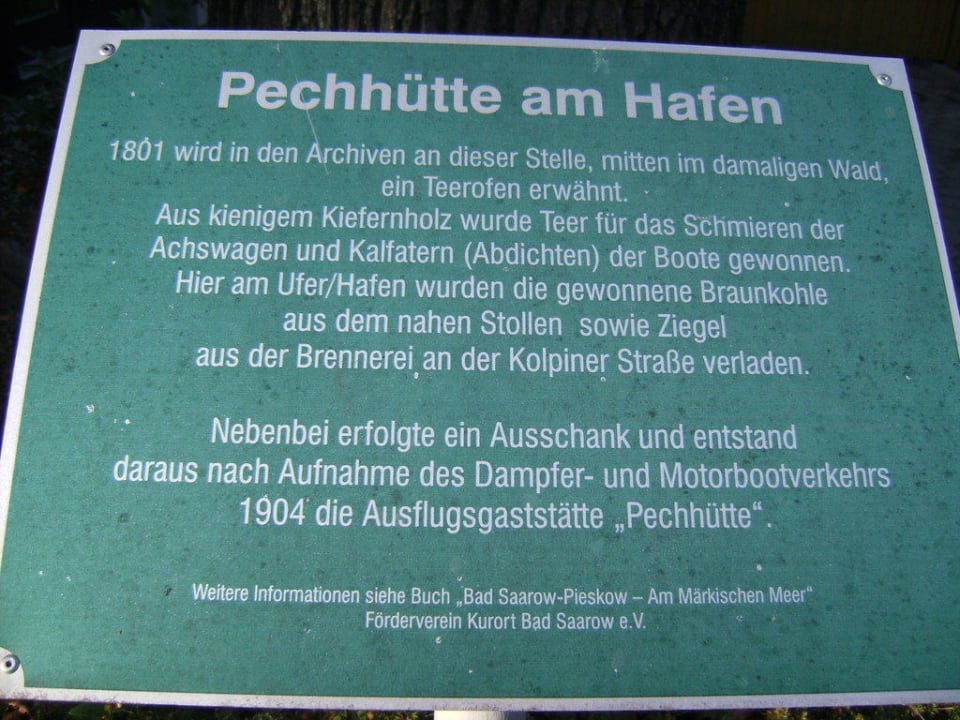 Pechhütte am Hafen
1801 wird in den Archiven an dieser Stelle, mitten im damaligen Wald,
ein Teerofen erwähnt.
Aus kienigem Kiefernholz wurde Teer für das Schmieren der
Achswagen und Kalfatern (Abdichten) der Boote gewonnen.
Hier am Ufer/Hafen wurden die gewonnene Braunkohle
aus dem nahen Stollen sowie Ziegel
aus der Brennerei an der Kolpiner Straße verladen.
Nebenbei erfolgte ein Ausschank und entstand
daraus nach Aufnahme des Dampfer- und Motorbootverkehrs
1904 die Ausflugsgaststätte „Pechhütte“.
Weitere Informationen siehe Buch „Bad Saarow-Pieskow – Am Märkischen Meer“
Förderverein Kurort Bad Saarow e.V.